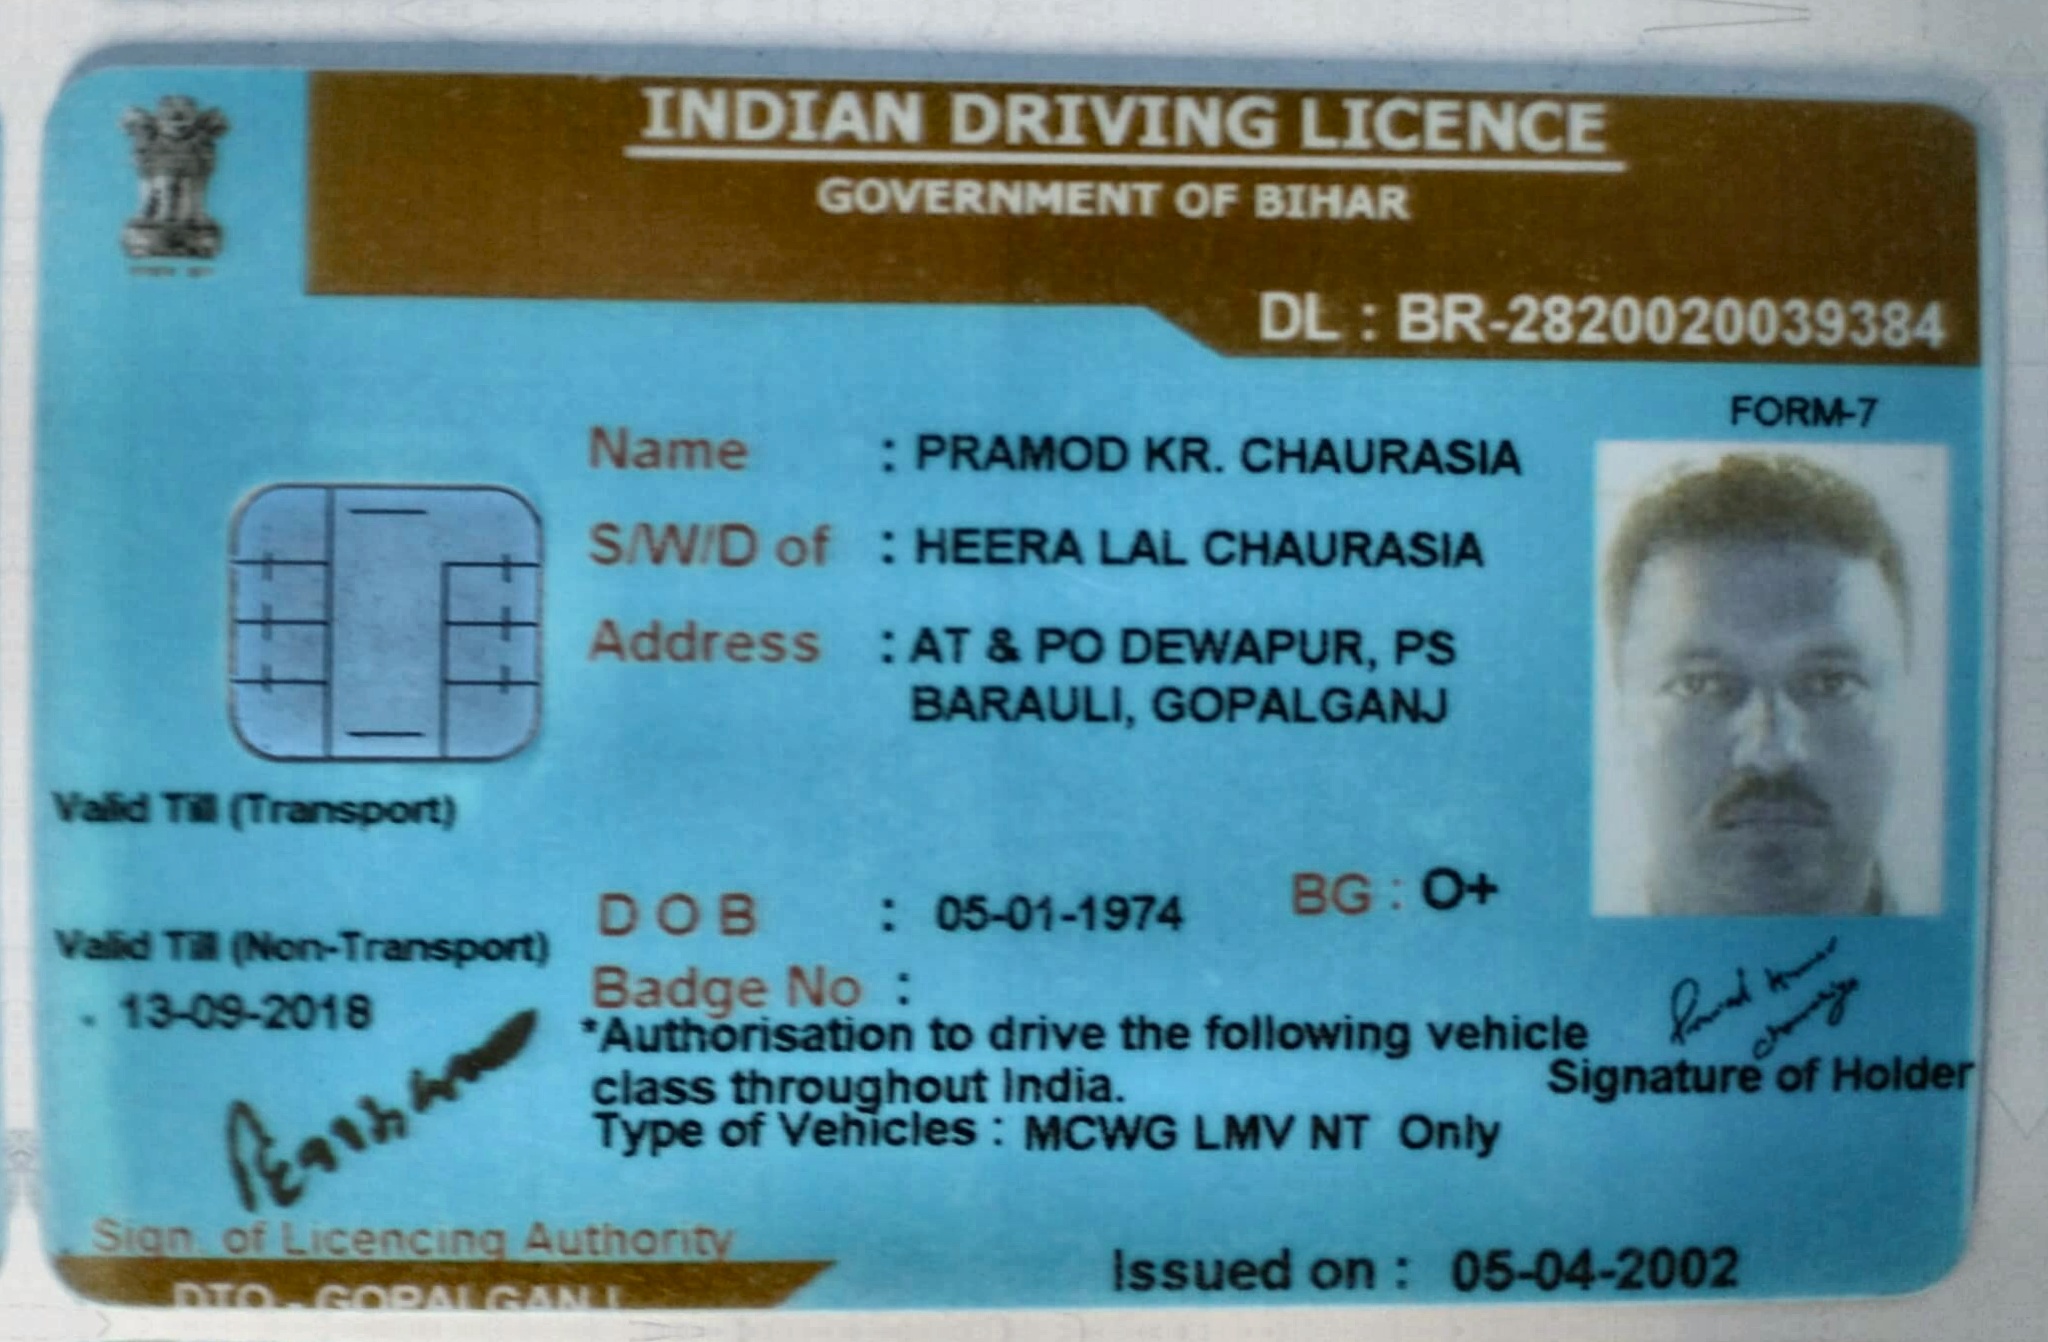 INDIAN DRIVING LICENCE
GOVERNMENT OF BIHAR
DL : BR-2820020039384
FORM-7
Name : PRAMOD KR. CHAURASIA
S/W/D of : HEERA LAL CHAURASIA
Address : AT & PO DEWAPUR, PS
BARAULI, GOPALGANJ
Valid Till (Transport)
D O B : 05-01-1974 BG : O+
Valid Till (Non-Transport)
13-09-2018
Badge No :
*Authorisation to drive the following vehicle
class throughout India.
Type of Vehicles : MCWG LMV NT Only
Pramod Kumar
Signature of Holder
Sign. of Licencing Authority
DTO - GOPALGANJ
Issued on : 05-04-2002